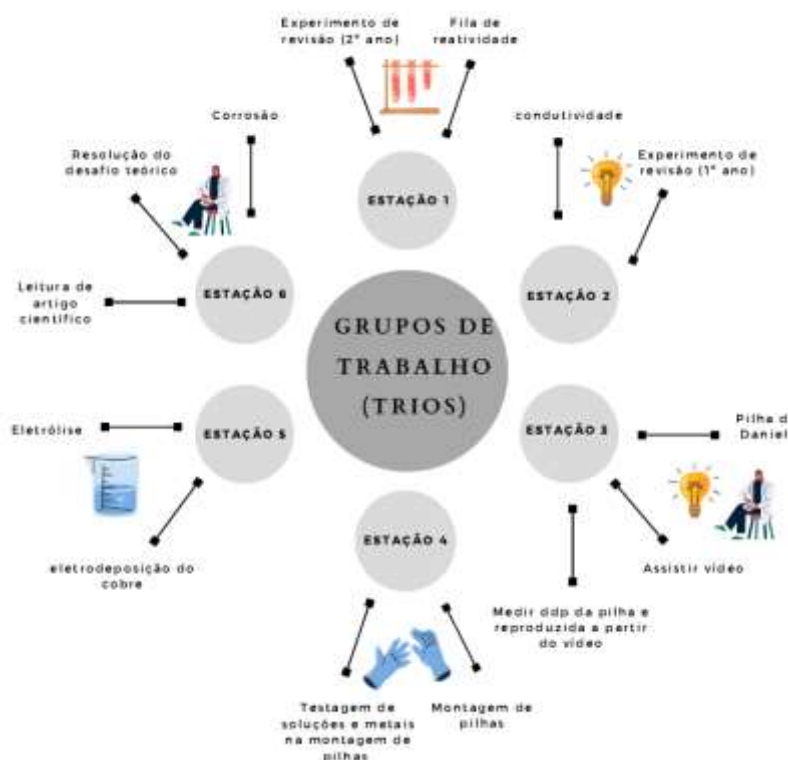 Experimento de
revisão (2º ano)
Fila de
reatividade
Corrosão
condutividade
Resolução do
desafio teórico
Experimento de
revisão (1º ano)
ESTAÇÃO 1
ESTAÇÃO 6
ESTAÇÃO 2
Leitura de
artigo
científico
GRUPOS DE
TRABALHO
(TRIOS)
Eletrólise
ESTAÇÃO 5
ESTAÇÃO 3
Pilha d
Daniel
ESTAÇÃO 4
eletrodeposição do
cobre
Assistir vídeo
Medir ddp da pilha e
reproduzida a partir
do vídeo
Testagem de
soluções e metais
na montagem de
pilhas
Montagem de
pilhas